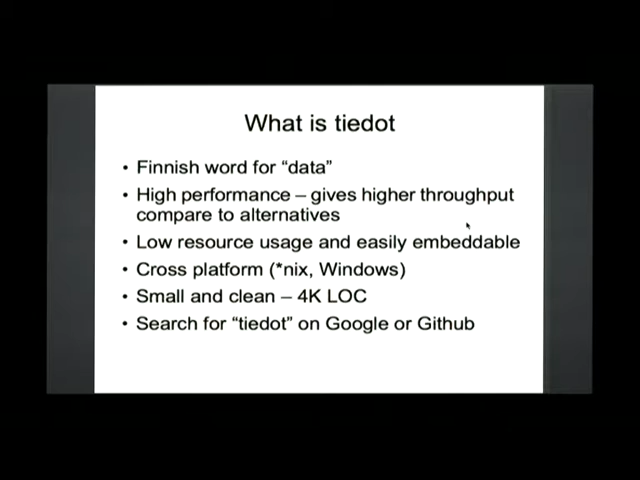 What is tiedot
• Finnish word for “data”
• High performance – gives higher throughput
compare to alternatives
• Low resource usage and easily embeddable
• Cross platform (*nix, Windows)
• Small and clean – 4K LOC
• Search for “tiedot” on Google or Github